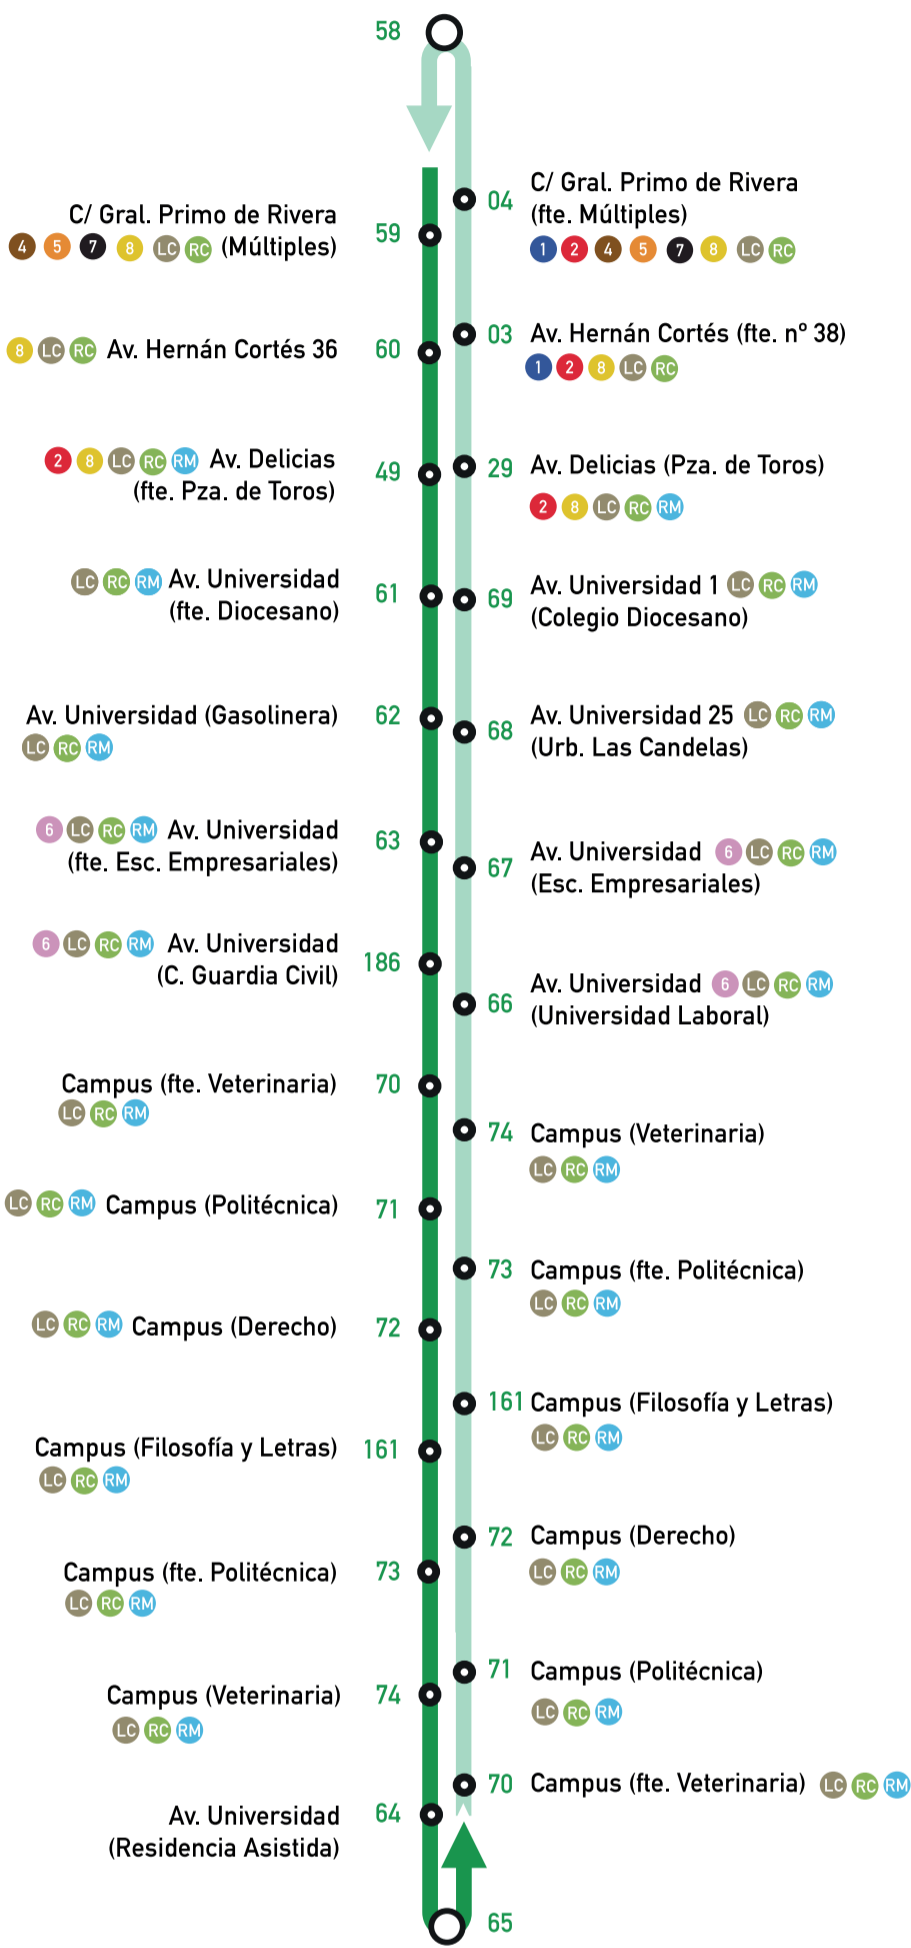 58
C/ Gral. Primo de Rivera
4 5 7 8 LC RC (Múltiples)
59
8 LC RC Av. Hernán Cortés 36
60
2 8 LC RC RM Av. Delicias
(fte. Pza. de Toros)
49
LC RC RM Av. Universidad
(fte. Diocesano)
61
Av. Universidad (Gasolinera)
LC RC RM
62
6 LC RC RM Av. Universidad
(fte. Esc. Empresariales)
63
6 LC RC RM Av. Universidad
(C. Guardia Civil)
186
Campus (fte. Veterinaria)
LC RC RM
70
LC RC RM Campus (Politécnica)
71
LC RC RM Campus (Derecho)
72
Campus (Filosofía y Letras)
LC RC RM
161
Campus (fte. Politécnica)
LC RC RM
73
Campus (Veterinaria)
LC RC RM
74
Av. Universidad
(Residencia Asistida)
64
04
C/ Gral. Primo de Rivera
(fte. Múltiples)
1 2 4 5 7 8 LC RC
03
Av. Hernán Cortés (fte. nº 38)
1 2 8 LC RC
29
Av. Delicias (Pza. de Toros)
2 8 LC RC RM
69
Av. Universidad 1 LC RC RM
(Colegio Diocesano)
68
Av. Universidad 25 LC RC RM
(Urb. Las Candelas)
67
Av. Universidad 6 LC RC RM
(Esc. Empresariales)
66
Av. Universidad 6 LC RC RM
(Universidad Laboral)
74
Campus (Veterinaria)
LC RC RM
73
Campus (fte. Politécnica)
LC RC RM
161
Campus (Filosofía y Letras)
LC RC RM
72
Campus (Derecho)
LC RC RM
71
Campus (Politécnica)
LC RC RM
70
Campus (fte. Veterinaria) LC RC RM
65